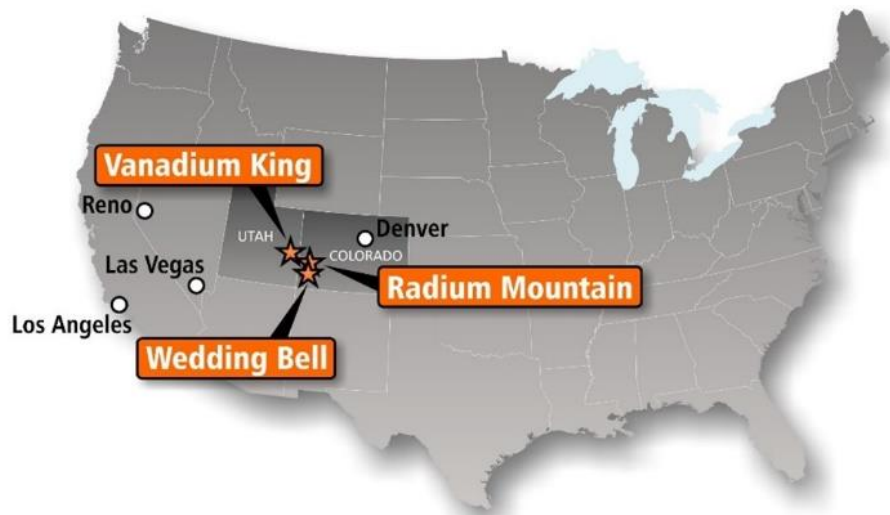 Vanadium King
Reno
Denver
UTAH
COLORADO
Las Vegas
Radium Mountain
Los Angeles
Wedding Bell